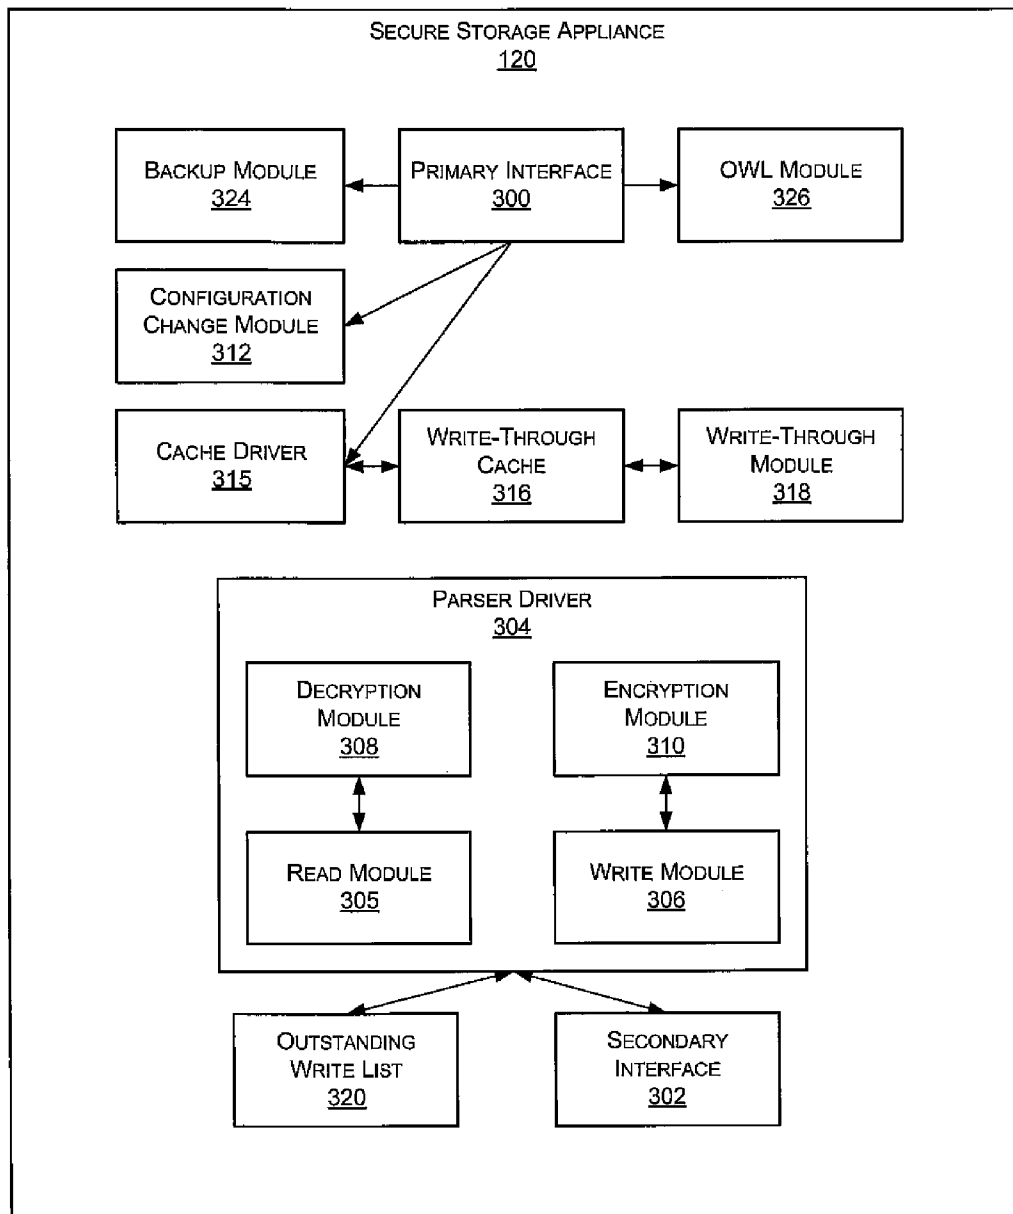 SECURE STORAGE APPLIANCE
120
BACKUP MODULE
324
PRIMARY INTERFACE
300
OWL MODULE
326
CONFIGURATION
CHANGE MODULE
312
CACHE DRIVER
315
WRITE-THROUGH
CACHE
316
WRITE-THROUGH
MODULE
318
PARSER DRIVER
304
DECRYPTION
MODULE
308
ENCRYPTION
MODULE
310
READ MODULE
305
WRITE MODULE
306
OUTSTANDING
WRITE LIST
320
SECONDARY
INTERFACE
302